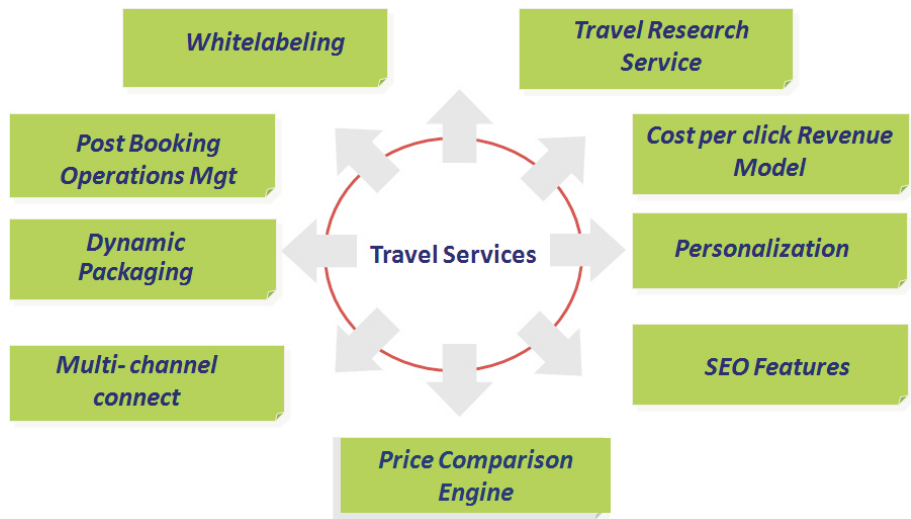 Whitelabeling
Travel Research
Service
Post Booking
Operations Mgt
Cost per click Revenue
Model
Dynamic
Packaging
Travel Services
Personalization
Multi- channel
connect
SEO Features
Price Comparison
Engine